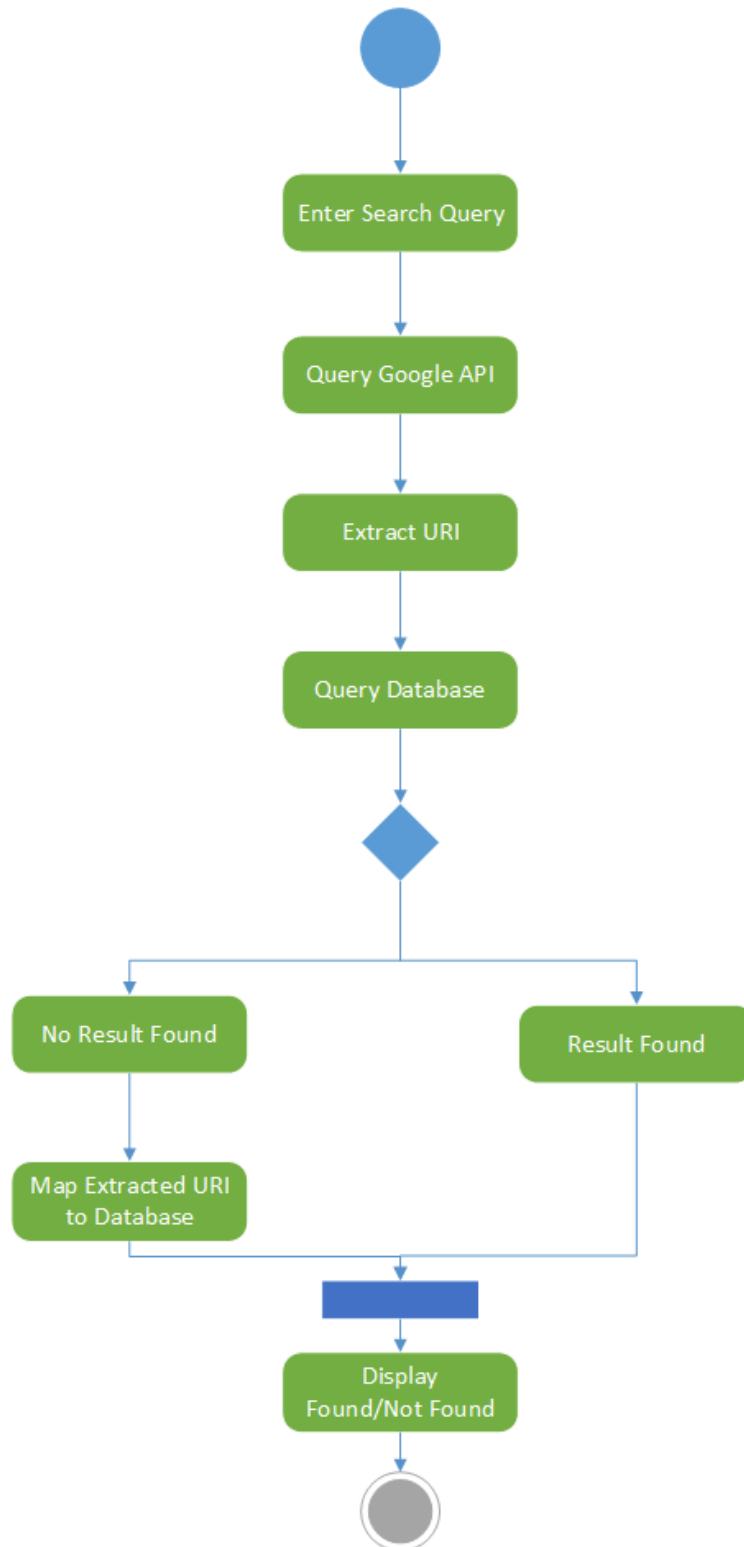 Enter Search Query
Query Google API
Extract URI
Query Database
No Result Found
Result Found
Map Extracted URI
to Database
Display
Found/Not Found